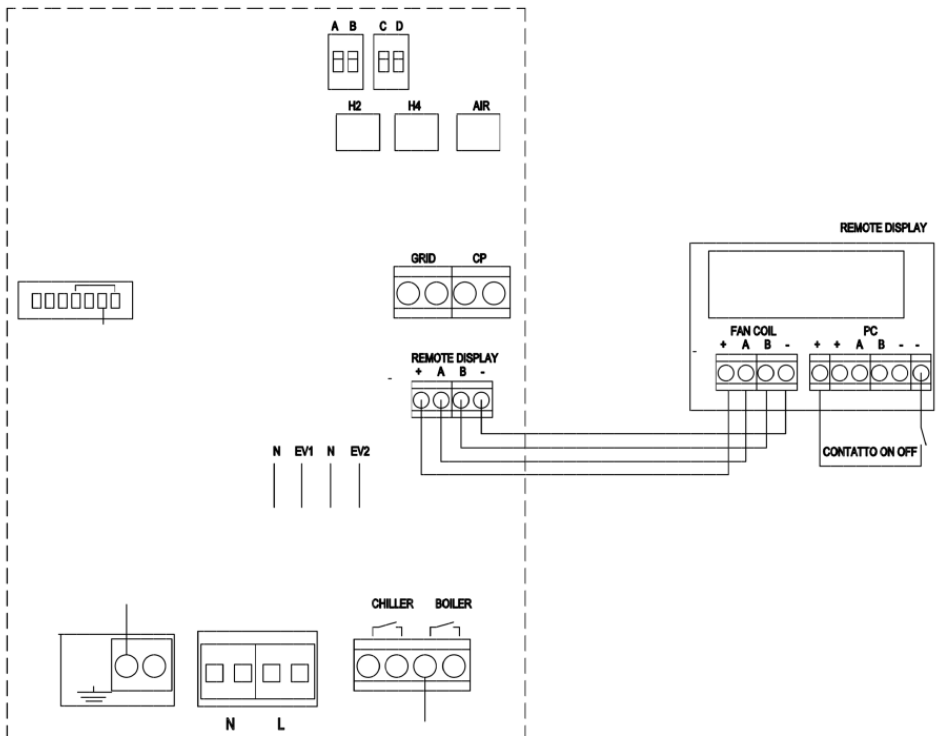 A B C D
H2 H4 AIR
REMOTE DISPLAY
GRID CP
FAN COIL PC
+ A B - + + A B - -
REMOTE DISPLAY
+ A B -
N EV1 N EV2
CONTATTO ON OFF
CHILLER BOILER
N L